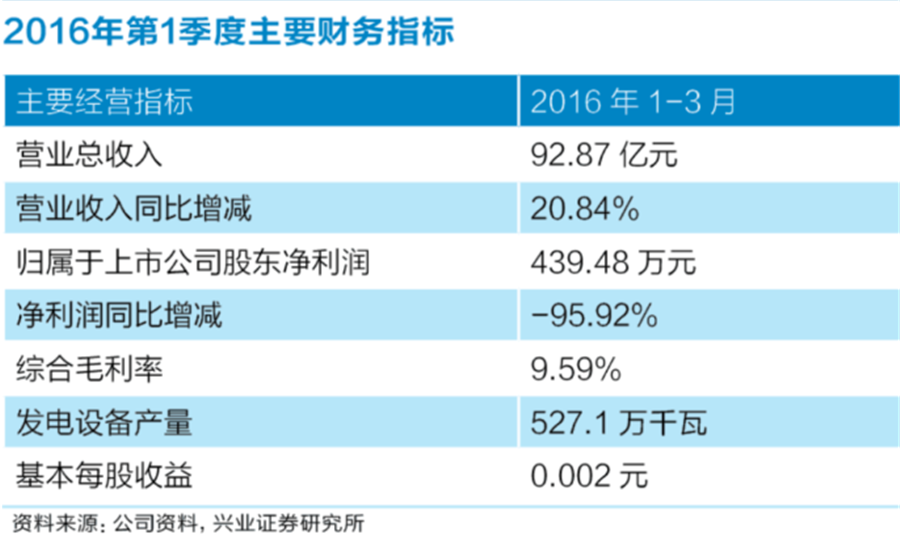 2016年第1季度主要财务指标
主要经营指标 2016 年 1-3 月
营业总收入 92.87 亿元
营业收入同比增减 20.84%
归属于上市公司股东净利润 439.48 万元
净利润同比增减 -95.92%
综合毛利率 9.59%
发电设备产量 527.1 万千瓦
基本每股收益 0.002 元
资料来源: 公司资料, 兴业证券研究所